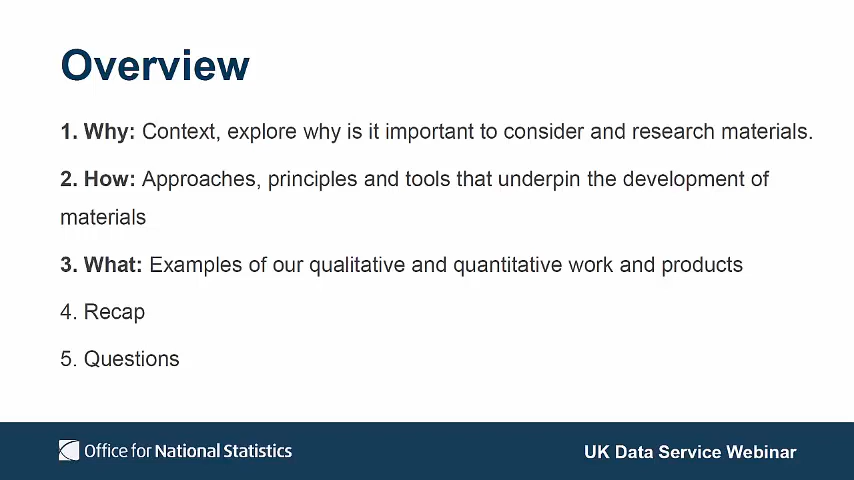 Overview
1. Why: Context, explore why is it important to consider and research materials.
2. How: Approaches, principles and tools that underpin the development of
materials
3. What: Examples of our qualitative and quantitative work and products
4. Recap
5. Questions
Office for National Statistics
UK Data Service Webinar